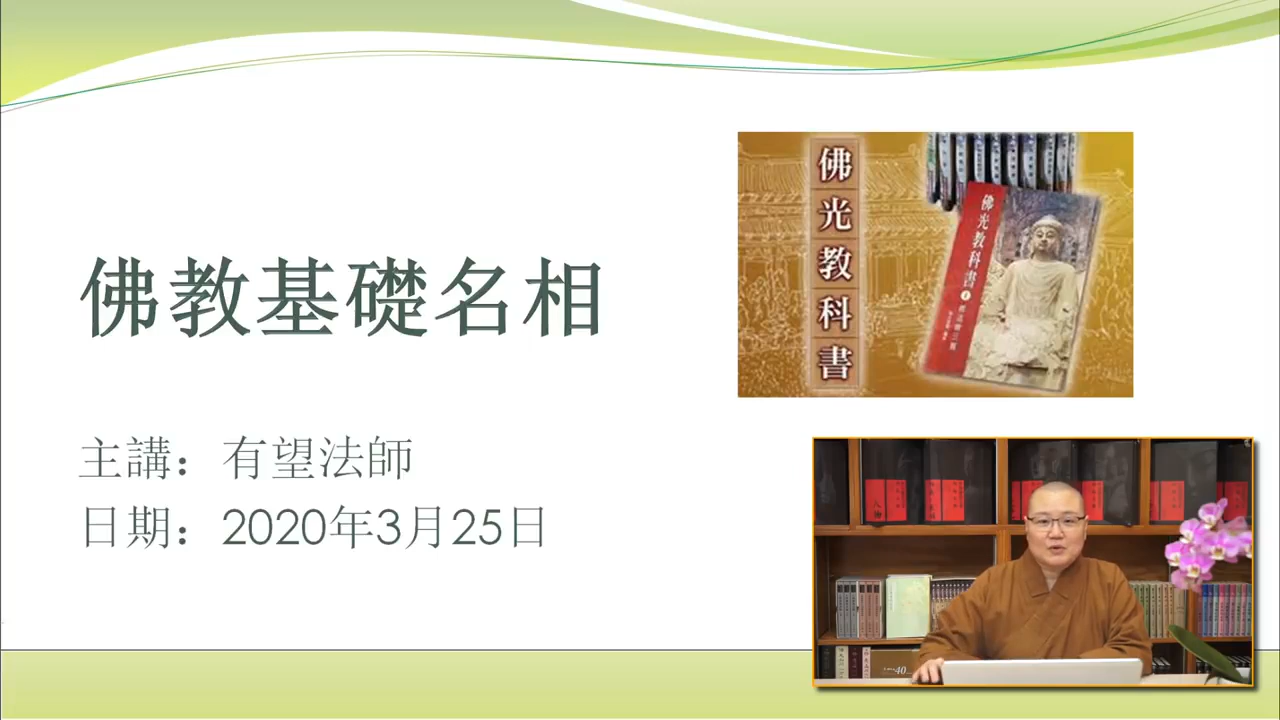 佛教基礎名相
主講：有望法師
日期：2020年3月25日
佛光教科書
佛光教科書